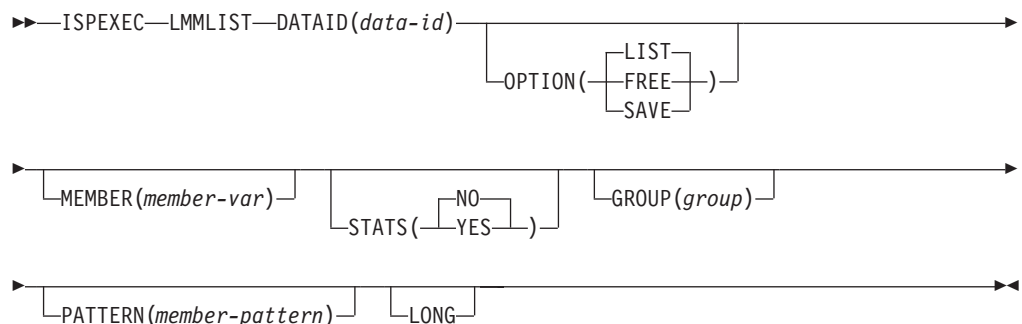 ISPEXEC LMMLIST DATAID(data-id)
LIST
OPTION( FREE )
SAVE
MEMBER(member-var)
NO
STATS( YES )
GROUP(group)
PATTERN(member-pattern)
LONG